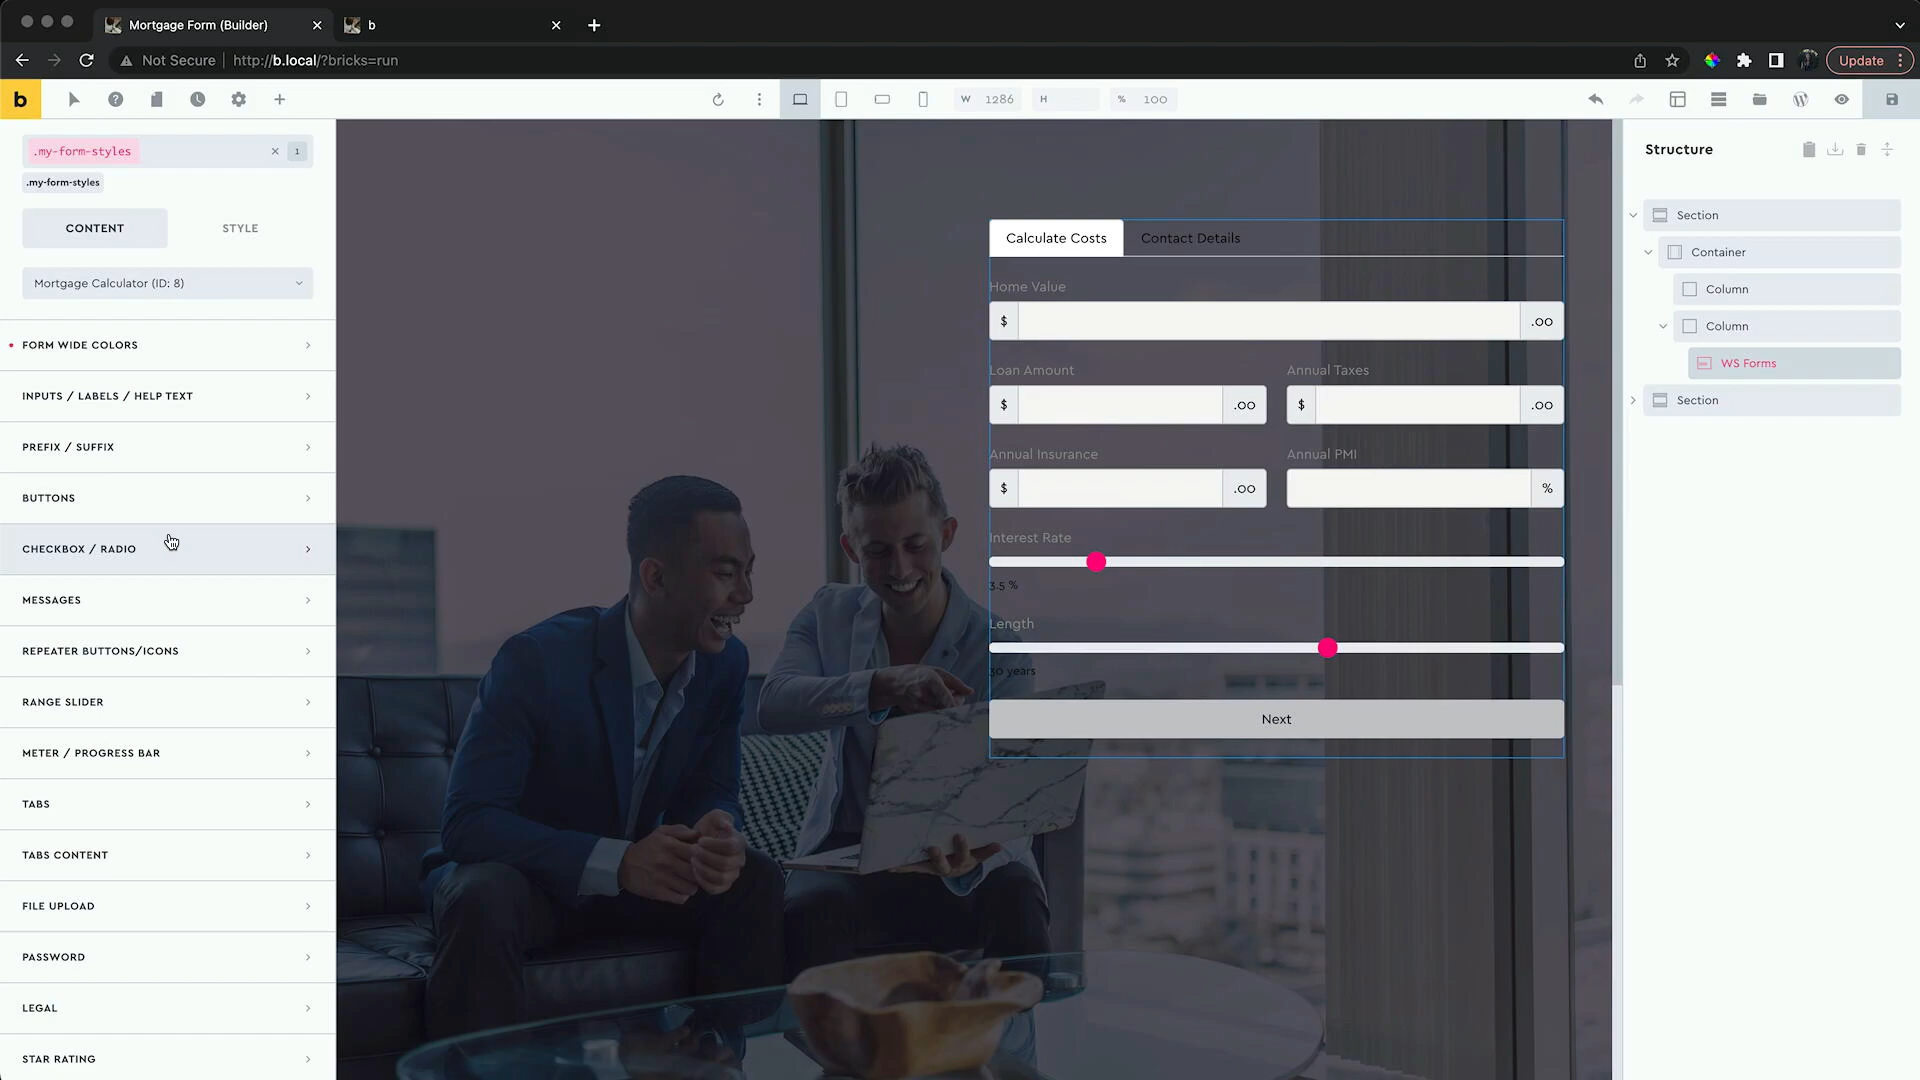 Mortgage Form (Builder)
b
Not Secure
http://b.local/?bricks=run
Update
b
W 1286
H
% 100
.my-form-styles
1
.my-form-styles
CONTENT
STYLE
Mortgage Calculator (ID: 8)
FORM WIDE COLORS
INPUTS / LABELS / HELP TEXT
PREFIX / SUFFIX
BUTTONS
CHECKBOX / RADIO
MESSAGES
REPEATER BUTTONS/ICONS
RANGE SLIDER
METER / PROGRESS BAR
TABS
TABS CONTENT
FILE UPLOAD
PASSWORD
LEGAL
STAR RATING
Calculate Costs
Contact Details
Home Value
$ .00
Loan Amount
Annual Taxes
$ .00
$ .00
Annual Insurance
Annual PMI
$ .00
%
Interest Rate
3.5 %
Length
30 years
Next
Structure
Section
Container
Column
Column
WS Forms
Section